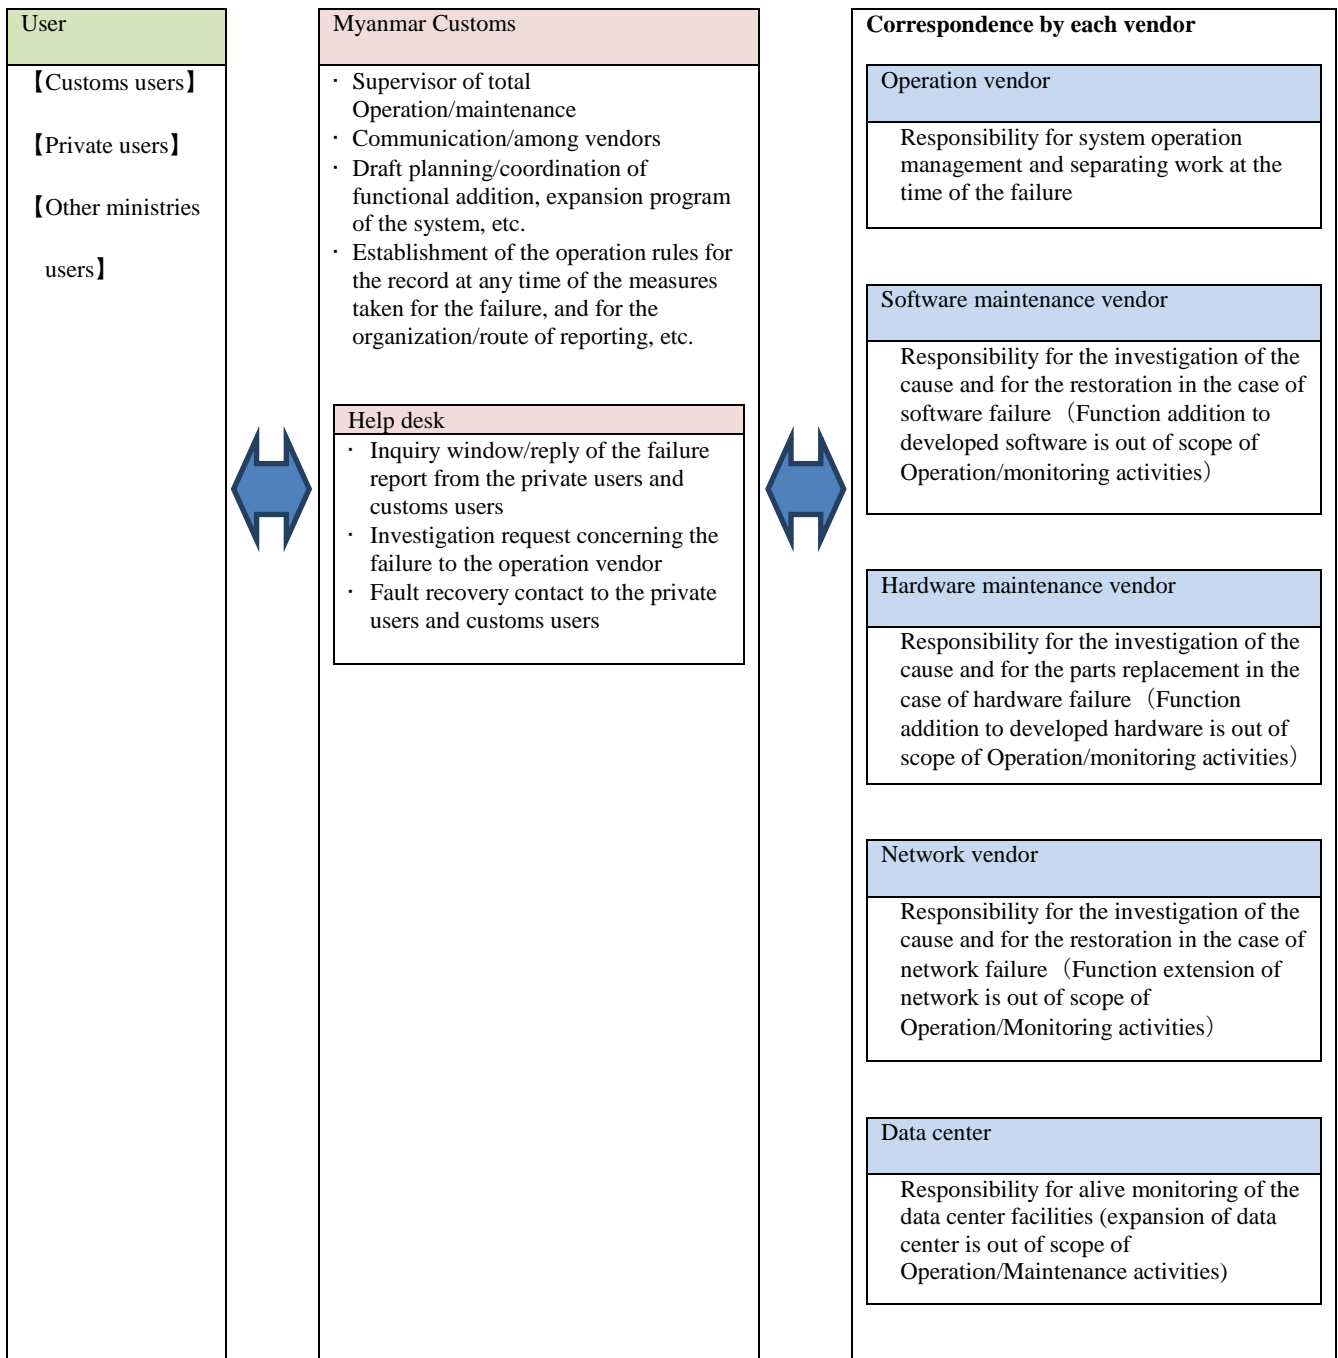 User
【Customs users】
【Private users】
【Other ministries
users】
Myanmar Customs
・ Supervisor of total
Operation/maintenance
・ Communication/among vendors
・ Draft planning/coordination of
functional addition, expansion program
of the system, etc.
・ Establishment of the operation rules for
the record at any time of the measures
taken for the failure, and for the
organization/route of reporting, etc.
Help desk
・ Inquiry window/reply of the failure
report from the private users and
customs users
・ Investigation request concerning the
failure to the operation vendor
・ Fault recovery contact to the private
users and customs users
Correspondence by each vendor
Operation vendor
Responsibility for system operation
management and separating work at the
time of the failure
Software maintenance vendor
Responsibility for the investigation of the
cause and for the restoration in the case of
software failure（Function addition to
developed software is out of scope of
Operation/monitoring activities）
Hardware maintenance vendor
Responsibility for the investigation of the
cause and for the parts replacement in the
case of hardware failure（Function
addition to developed hardware is out of
scope of Operation/monitoring activities）
Network vendor
Responsibility for the investigation of the
cause and for the restoration in the case of
network failure（Function extension of
network is out of scope of
Operation/Monitoring activities）
Data center
Responsibility for alive monitoring of the
data center facilities (expansion of data
center is out of scope of
Operation/Maintenance activities)